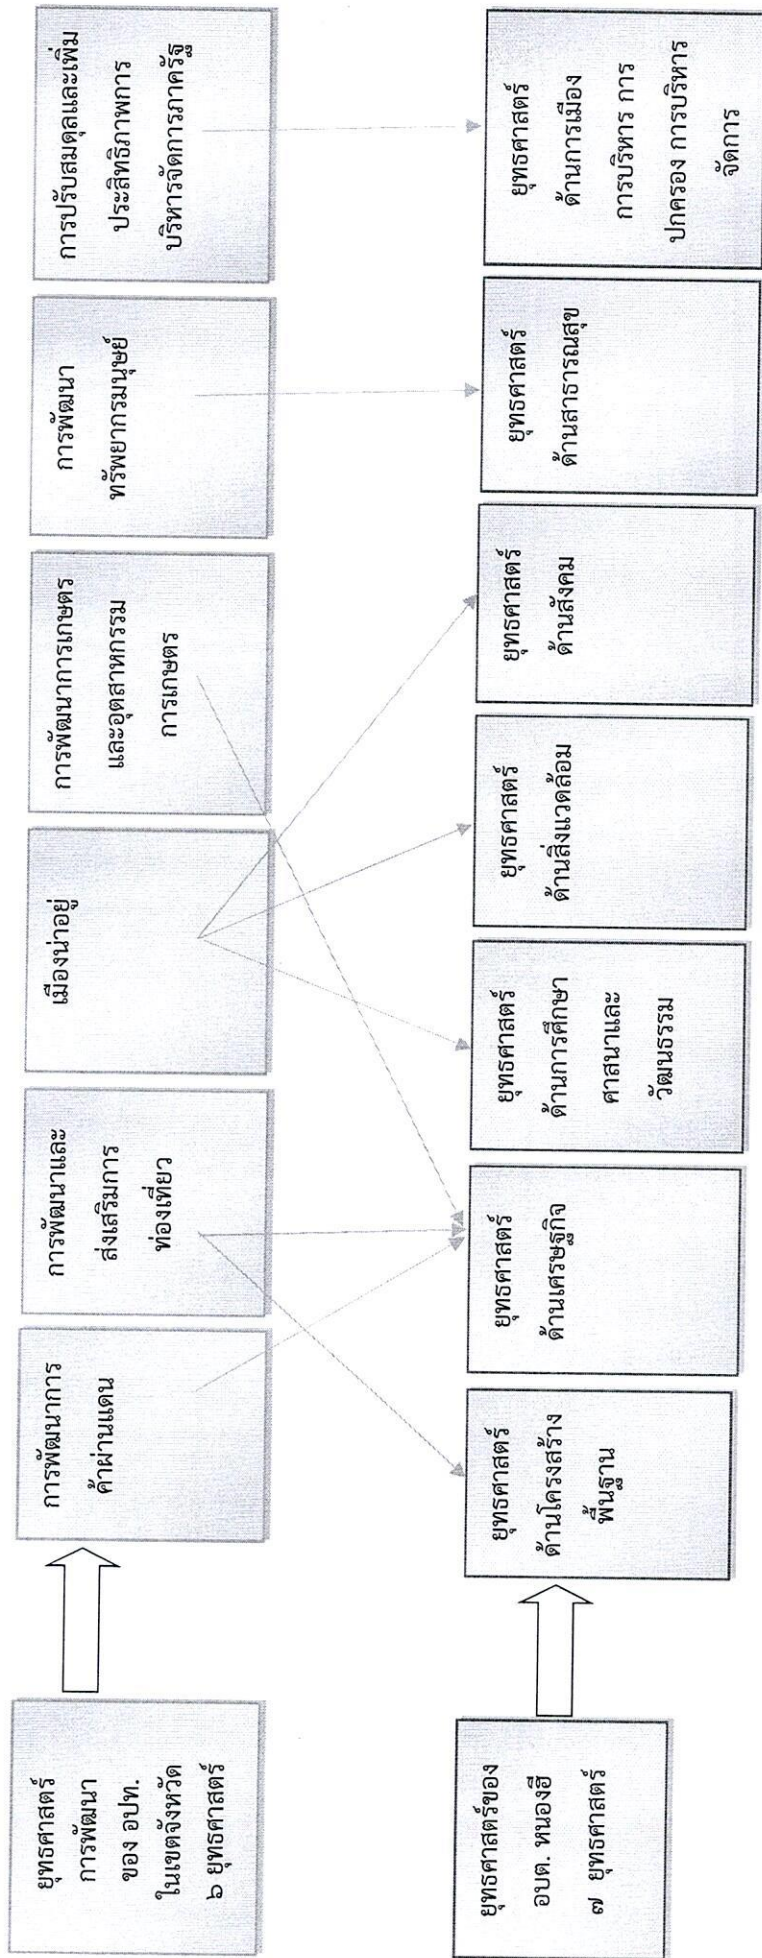 ยุทธศาสตร์
การพัฒนา
ของ อปท.
ในเขตจังหวัด
๖ ยุทธศาสตร์
การพัฒนาการ
ค้าผ่านแดน
การพัฒนาและ
ส่งเสริมการ
ท่องเที่ยว
เมืองน่าอยู่
การพัฒนาการเกษตร
และอุตสาหกรรม
การเกษตร
การพัฒนา
ทรัพยากรมนุษย์
การปรับสมดุลและเพิ่ม
ประสิทธิภาพการ
บริหารจัดการภาครัฐ
ยุทธศาสตร์ของ
อบต. หนองฮี
๗ ยุทธศาสตร์
ยุทธศาสตร์
ด้านโครงสร้าง
พื้นฐาน
ยุทธศาสตร์
ด้านเศรษฐกิจ
ยุทธศาสตร์
ด้านการศึกษา
ศาสนาและ
วัฒนธรรม
ยุทธศาสตร์
ด้านสิ่งแวดล้อม
ยุทธศาสตร์
ด้านสังคม
ยุทธศาสตร์
ด้านสาธารณสุข
ยุทธศาสตร์
ด้านการเมือง
การบริหาร การ
ปกครอง การบริหาร
จัดการ